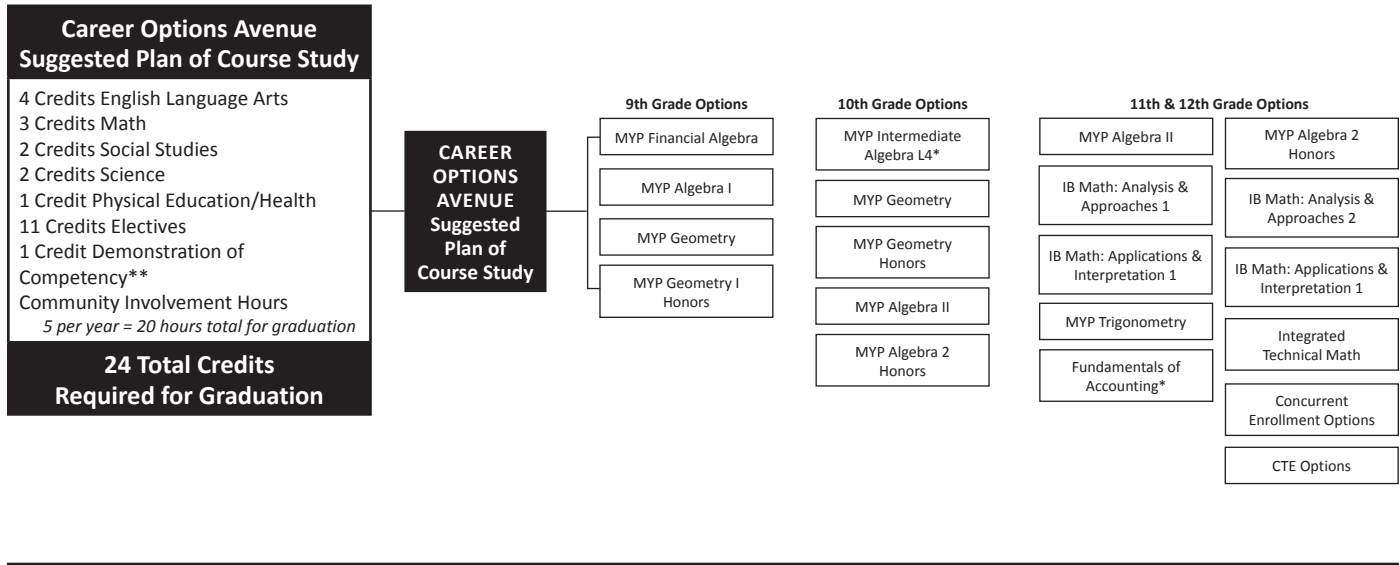 Career Options Avenue
Suggested Plan of Course Study
4 Credits English Language Arts
3 Credits Math
2 Credits Social Studies
2 Credits Science
1 Credit Physical Education/Health
11 Credits Electives
1 Credit Demonstration of
Competency**
Community Involvement Hours
5 per year = 20 hours total for graduation
24 Total Credits
Required for Graduation
CAREER
OPTIONS
AVENUE
Suggested
Plan of
Course Study
9th Grade Options
MYP Financial Algebra
MYP Algebra I
MYP Geometry
MYP Geometry I
Honors
10th Grade Options
MYP Intermediate
Algebra L4*
MYP Geometry
MYP Geometry
Honors
MYP Algebra II
MYP Algebra 2
Honors
11th & 12th Grade Options
MYP Algebra II
IB Math: Analysis &
Approaches 1
IB Math: Applications &
Interpretation 1
MYP Trigonometry
Fundamentals of
Accounting*
MYP Algebra 2
Honors
IB Math: Analysis &
Approaches 2
IB Math: Applications &
Interpretation 1
Integrated
Technical Math
Concurrent
Enrollment Options
CTE Options